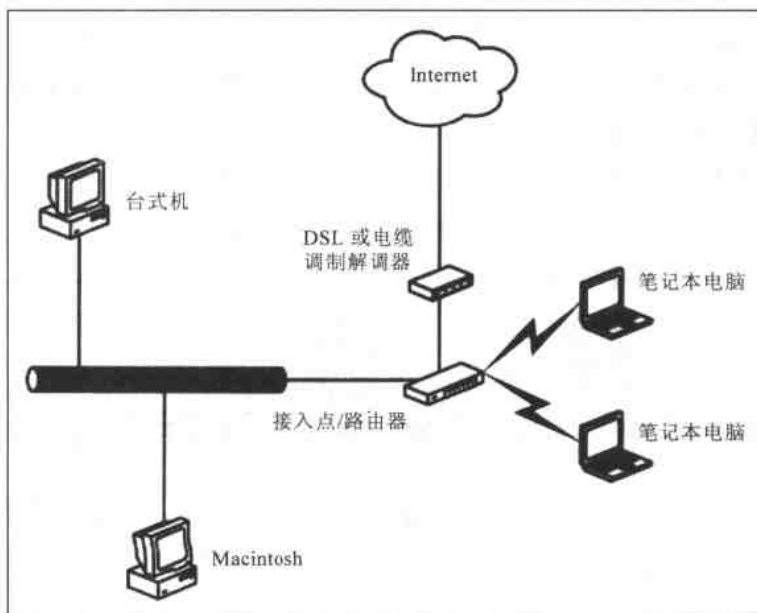 Internet
台式机
DSL 或电缆
调制解调器
笔记本电脑
接入点/路由器
笔记本电脑
Macintosh